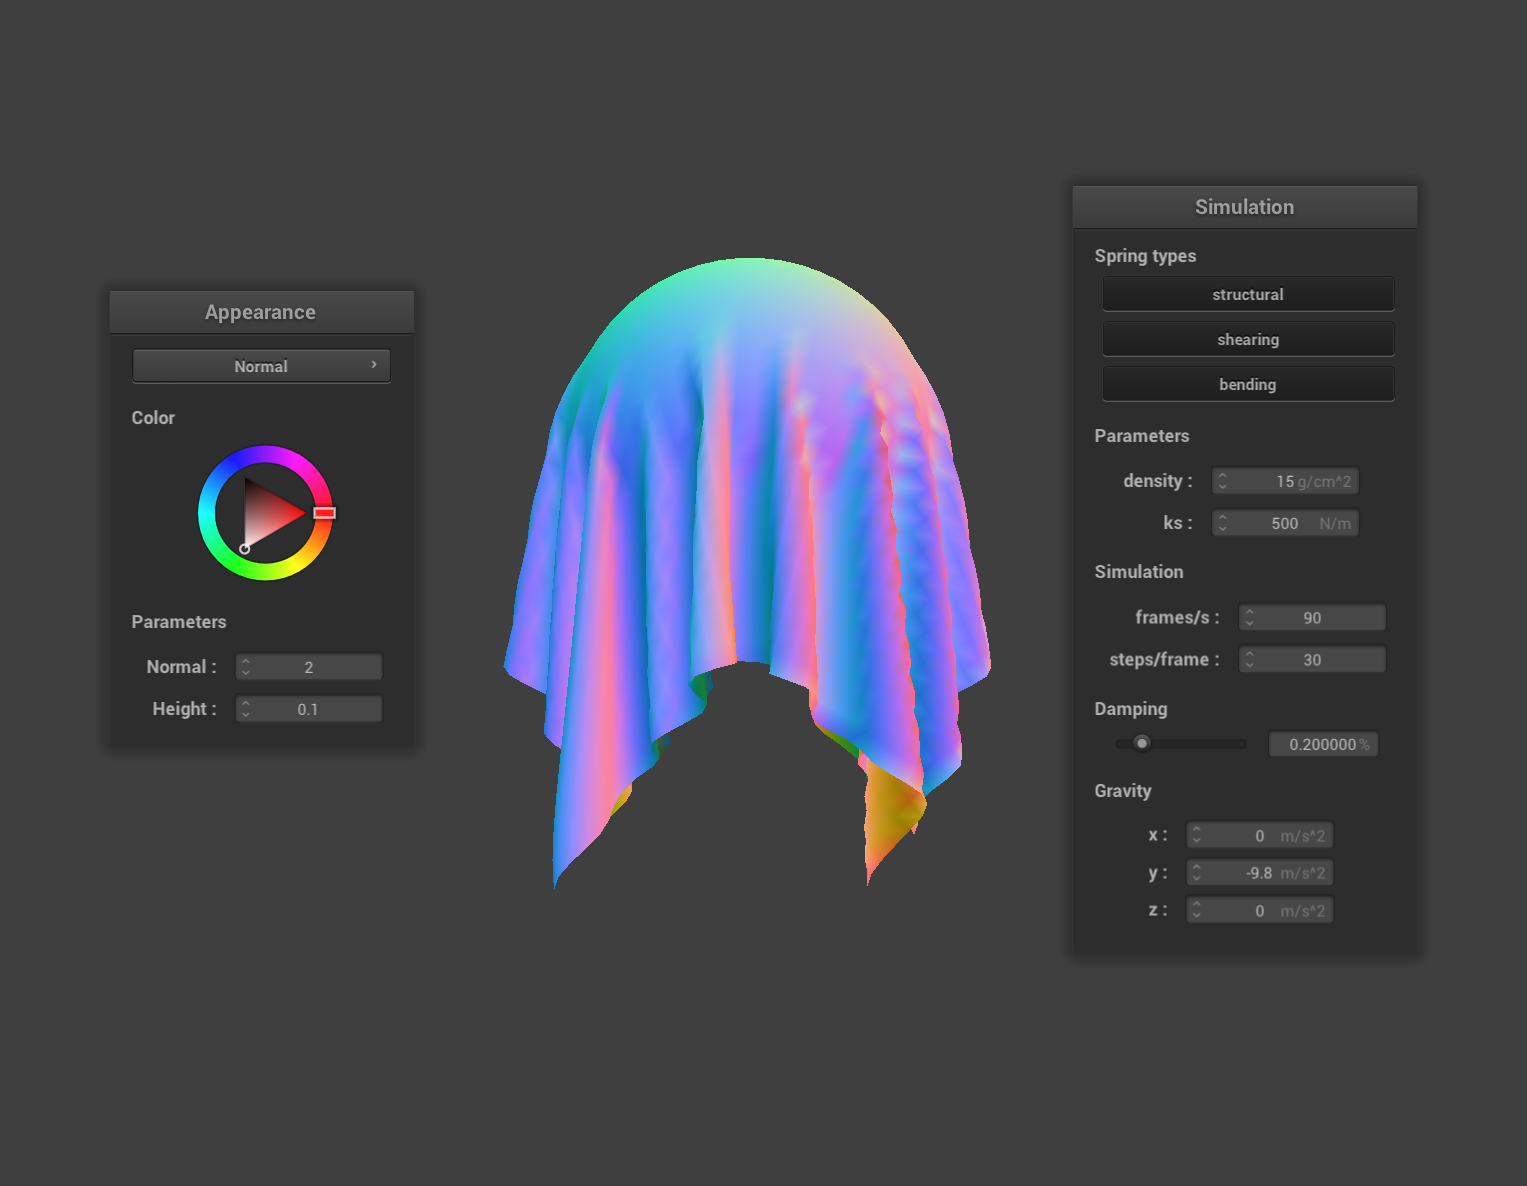 Appearance
Normal
Color
Parameters
Normal : 2
Height : 0.1
Simulation
Spring types
structural
shearing
bending
Parameters
density : 15 g/cm^2
ks : 500 N/m
Simulation
frames/s : 90
steps/frame : 30
Damping
0.200000 %
Gravity
x : 0 m/s^2
y : -9.8 m/s^2
z : 0 m/s^2